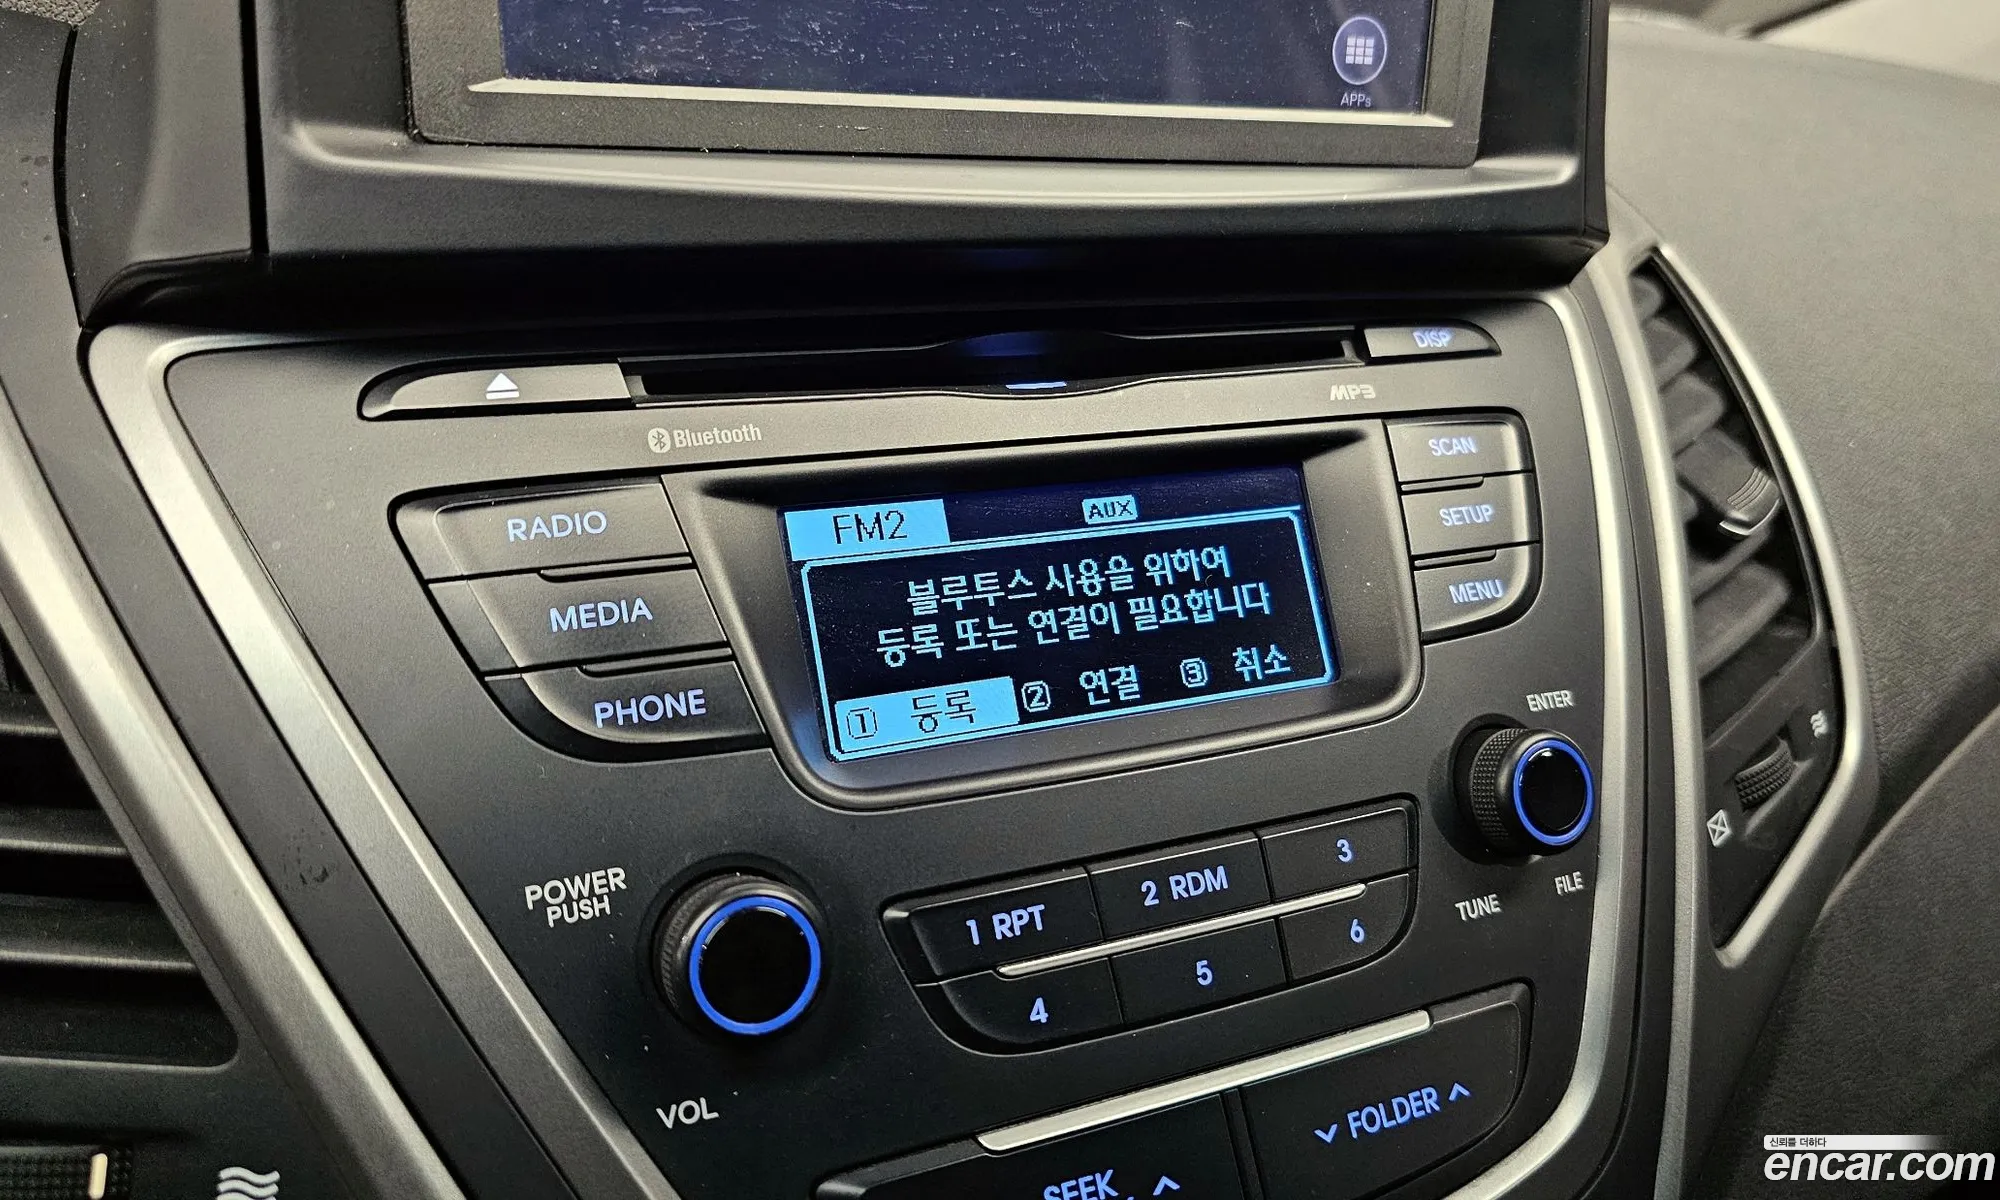 APPs
DISP
MP3
Bluetooth
SCAN
RADIO
FM2
AUX
SETUP
블루투스 사용을 위하여
등록 또는 연결이 필요합니다
MEDIA
MENU
1 등록 2 연결 3 취소
PHONE
ENTER
POWER
PUSH
1 RPT
2 RDM
3
TUNE
FILE
4
5
6
VOL
FOLDER
SEEK
신뢰를 더하다
encar.com